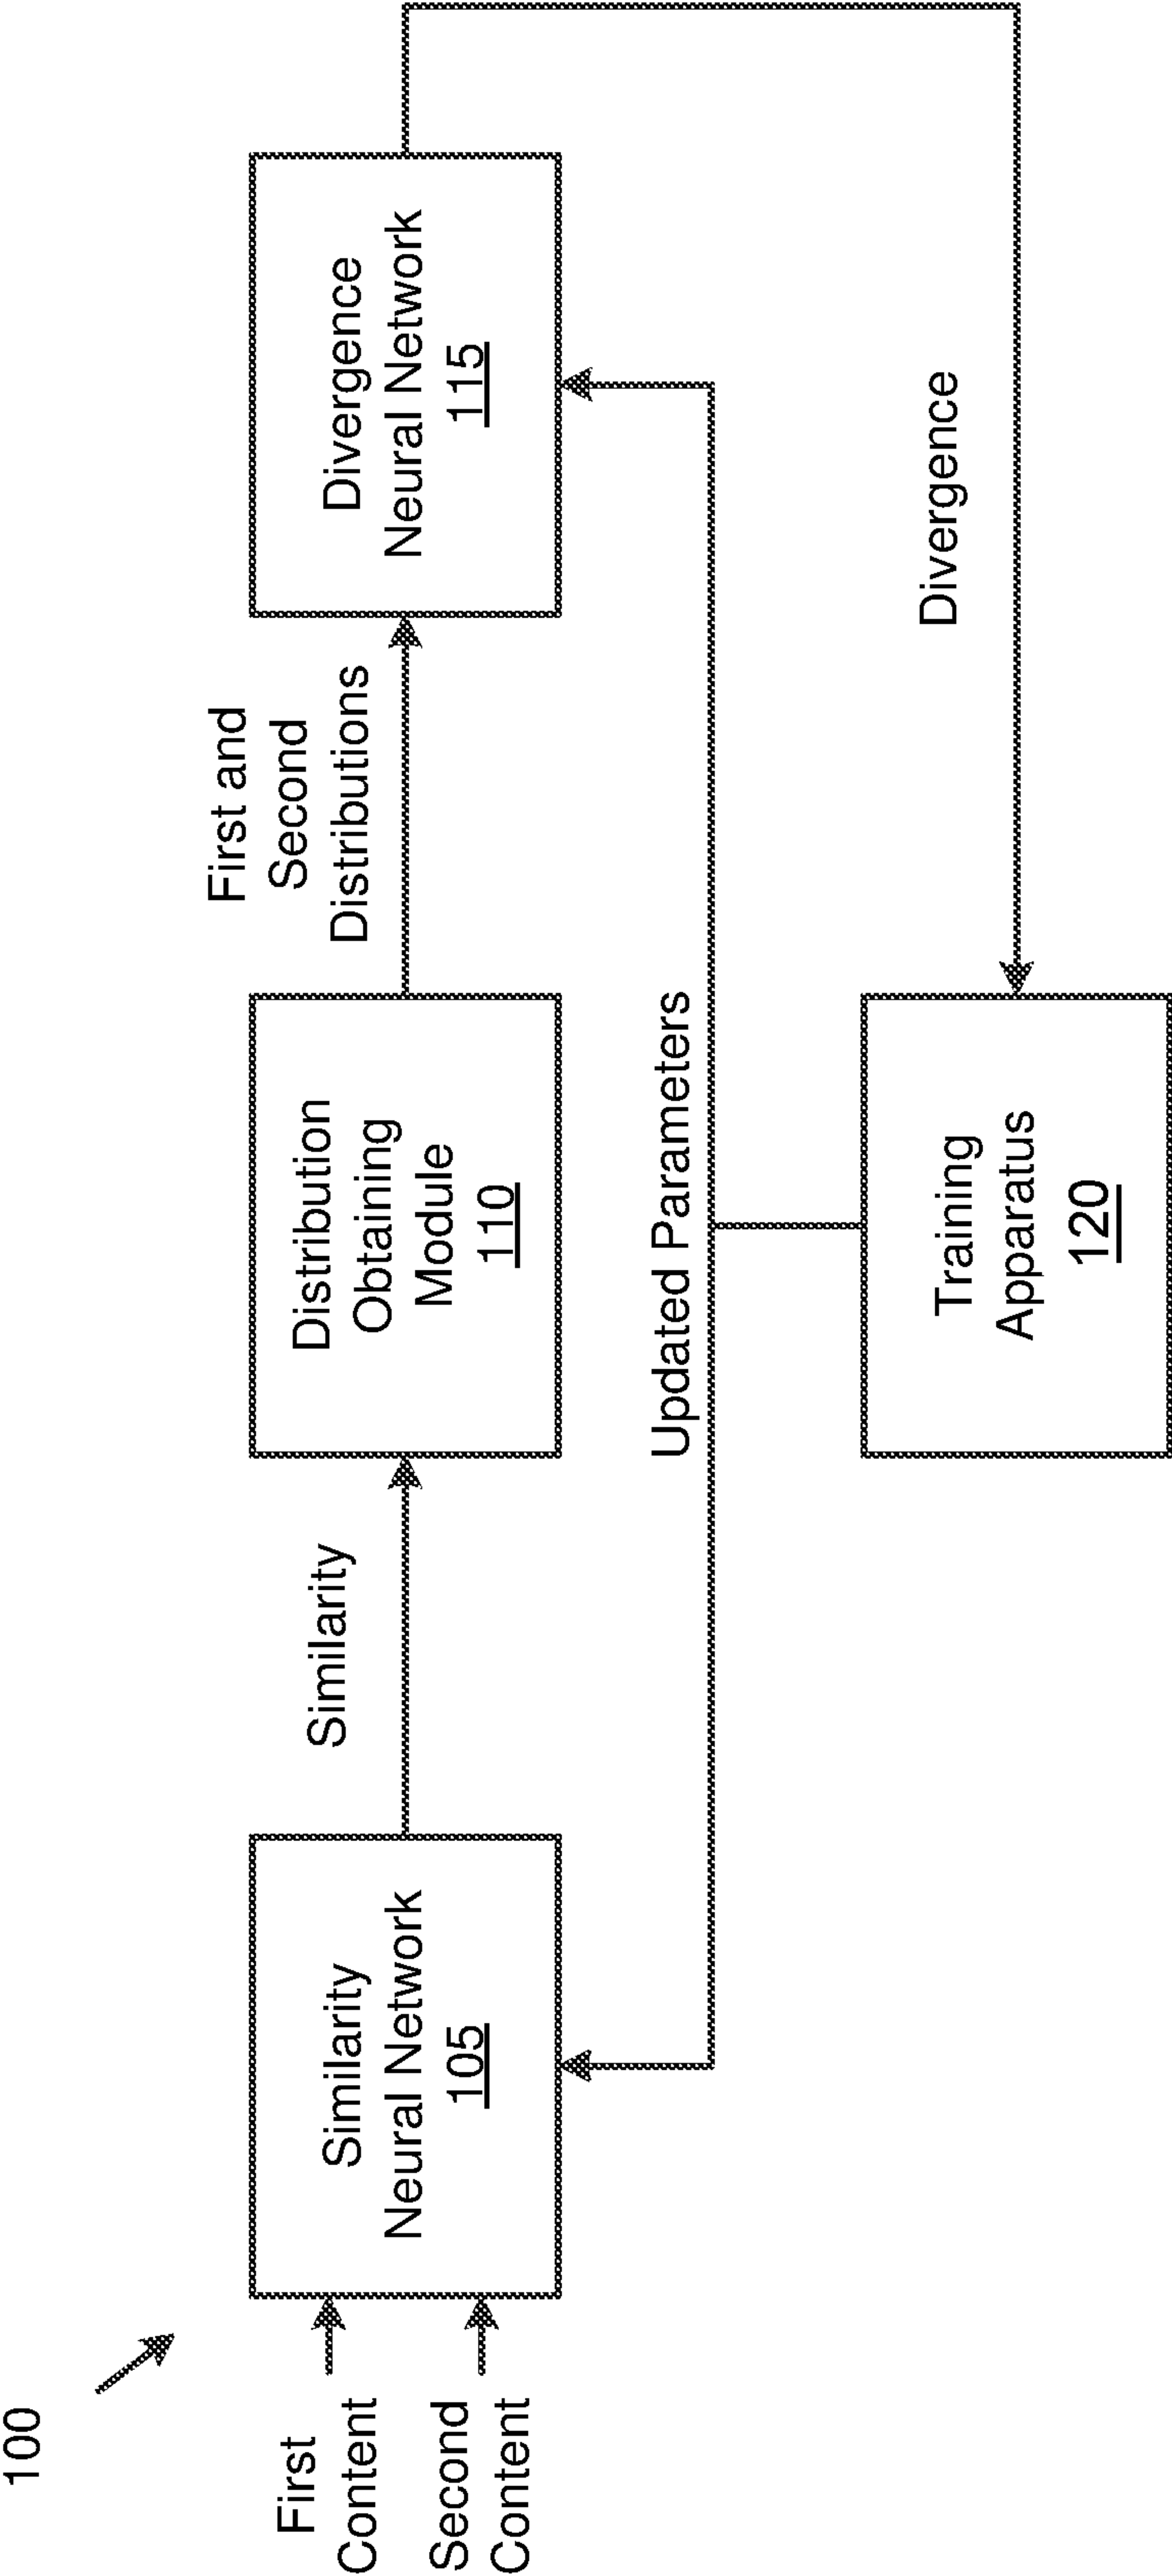 100
First
Content
Second
Content
Similarity
Neural Network
105
Similarity
Distribution
Obtaining
Module
110
First and
Second
Distributions
Divergence
Neural Network
115
Updated Parameters
Training
Apparatus
120
Divergence